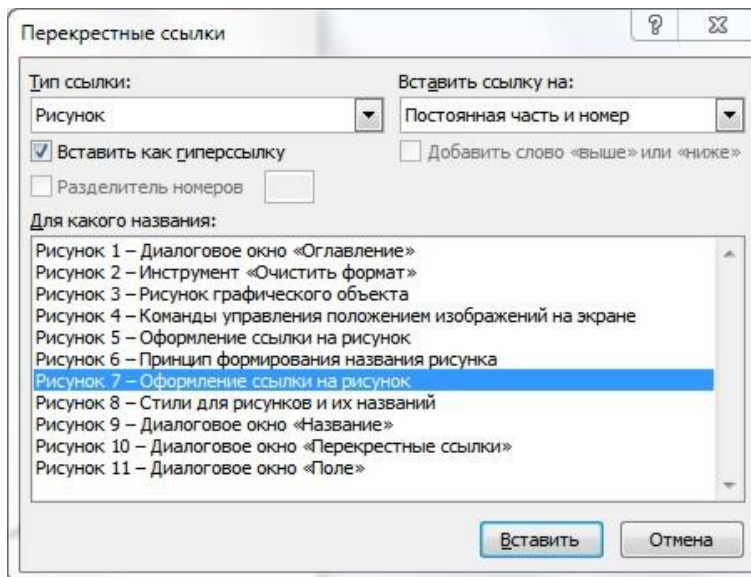 Перекрестные ссылки
Тип ссылки:
Вставить ссылку на:
Рисунок
Постоянная часть и номер
Вставить как гиперссылку
Добавить слово «выше» или «ниже»
Разделитель номеров
Для какого названия:
Рисунок 1 – Диалоговое окно «Оглавление»
Рисунок 2 – Инструмент «Очистить формат»
Рисунок 3 – Рисунок графического объекта
Рисунок 4 – Команды управления положением изображений на экране
Рисунок 5 – Оформление ссылки на рисунок
Рисунок 6 – Принцип формирования названия рисунка
Рисунок 7 – Оформление ссылки на рисунок
Рисунок 8 – Стили для рисунков и их названий
Рисунок 9 – Диалоговое окно «Название»
Рисунок 10 – Диалоговое окно «Перекрестные ссылки»
Рисунок 11 – Диалоговое окно «Поле»
Вставить
Отмена